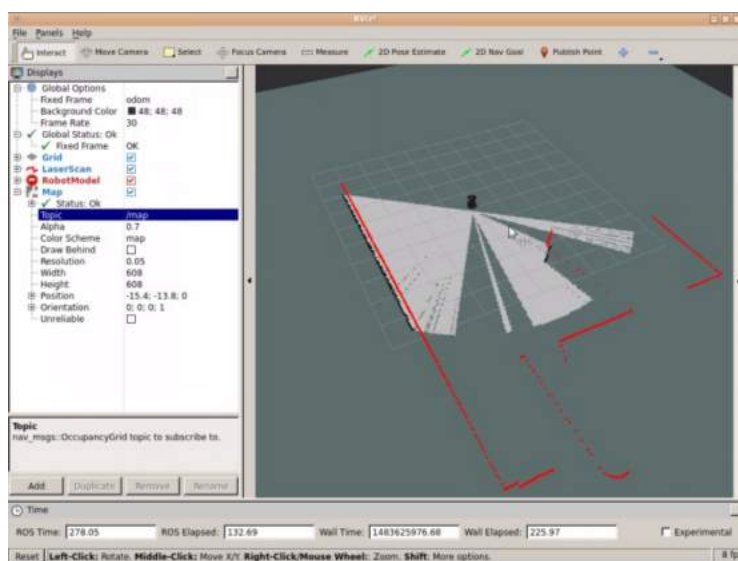 RViz*
File Panels Help
Interact Move Camera Select Focus Camera Measure 2D Pose Estimate 2D Nav Goal Publish Point
Displays
Global Options
Fixed Frame odom
Background Color 48; 48; 48
Frame Rate 30
Global Status: Ok
Fixed Frame OK
Grid
LaserScan
RobotModel
Map
Status: Ok
Topic /map
Alpha 0.7
Color Scheme map
Draw Behind
Resolution 0.05
Width 608
Height 608
Position -15.4; -13.8; 0
Orientation 0; 0; 0; 1
Unreliable
Topic
nav_msgs::OccupancyGrid topic to subscribe to.
Add Duplicate Remove Rename
Time
ROS Time: 278.05 ROS Elapsed: 132.69 Wall Time: 1483625976.68 Wall Elapsed: 225.97 Experimental
Reset Left-Click: Rotate. Middle-Click: Move X/Y. Right-Click/Mouse Wheel: Zoom. Shift: More options. 8 fp